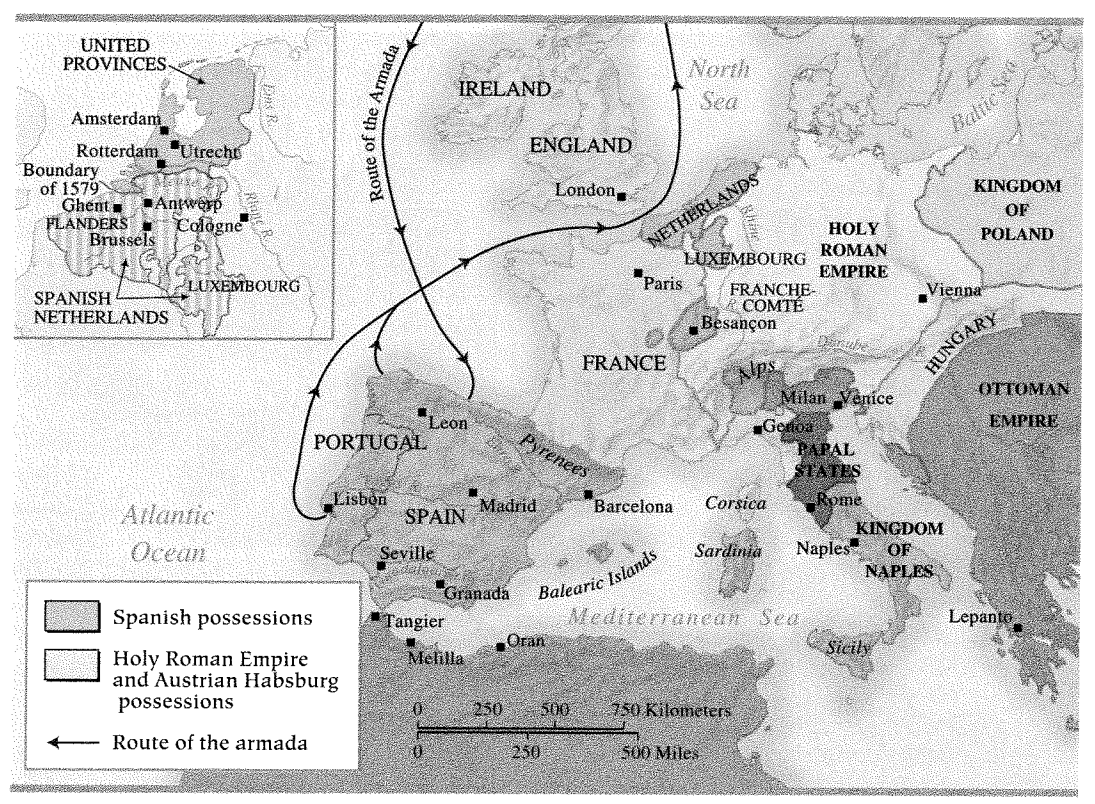 UNITED
PROVINCES
Amsterdam
Rotterdam
Utrecht
Boundary
of 1579
Ghent
Antwerp
FLANDERS
Cologne
Brussels
LUXEMBOURG
SPANISH
NETHERLANDS
Rhine R.
Route of the Armada
IRELAND
North
Sea
ENGLAND
London
Baltic Sea
KINGDOM
OF
POLAND
NETHERLANDS
Rhine
HOLY
ROMAN
EMPIRE
LUXEMBOURG
Paris
FRANCHE-
COMTÉ
Vienna
Besançon
FRANCE
Danube R.
HUNGARY
Alps
Milan
Venice
OTTOMAN
EMPIRE
Genoa
Leon
PORTUGAL
Ebro R.
Pyrenees
PAPAL
STATES
Lisbon
Madrid
Barcelona
Corsica
Rome
SPAIN
Atlantic
Ocean
Sardinia
Naples
KINGDOM
OF
NAPLES
Seville
Granada
Balearic Islands
Mediterranean Sea
Lepanto
Tangier
Melilla
Oran
Sicily
Spanish possessions
Holy Roman Empire
and Austrian Habsburg
possessions
Route of the armada
0 250 500 750 Kilometers
0 250 500 Miles